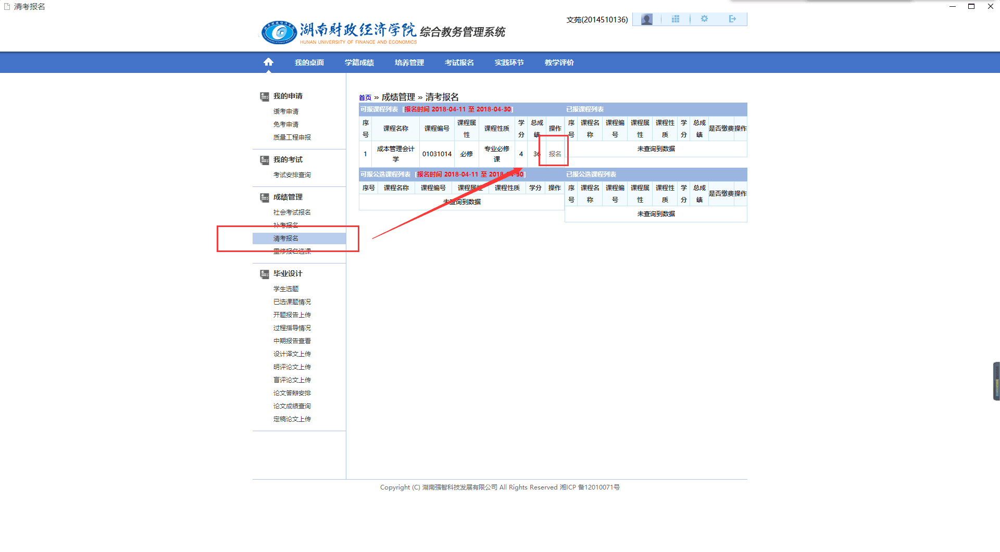 清考报名
文苑(2014510136)
湖南财政经济学院 综合教务管理系统
HUNAN UNIVERSITY OF FINANCE AND ECONOMICS
我的桌面 学籍成绩 培养管理 考试报名 实践环节 教学评价
我的申请
缓考申请
免考申请
质量工程申报
我的考试
考试安排查询
成绩管理
社会考试报名
补考报名
清考报名
重修报名选课
毕业设计
学生选题
已选课题情况
开题报告上传
过程指导情况
中期报告查看
设计译文上传
明评论文上传
盲评论文上传
论文答辩安排
论文成绩查询
定稿论文上传
首页 » 成绩管理 » 清考报名
可报课程列表 [报名时间 2018-04-11 至 2018-04-30]
序号 课程名称 课程编号 课程属性 课程性质 学分 总成绩 操作
1 成本管理会计学 01031014 必修 专业必修课 4 36 报名
已报课程列表
序号 课程名称 课程编号 课程属性 课程性质 学分 总成绩 是否缴费 操作
未查询到数据
可报公选课程列表 [报名时间 2018-04-11 至 2018-04-30]
序号 课程名称 课程编号 课程属性 课程性质 学分 操作
未查询到数据
已报公选课程列表
序号 课程名称 课程编号 课程属性 课程性质 学分 总成绩 是否缴费 操作
未查询到数据
Copyright (C) 湖南强智科技发展有限公司 All Rights Reserved 湘ICP 备12010071号